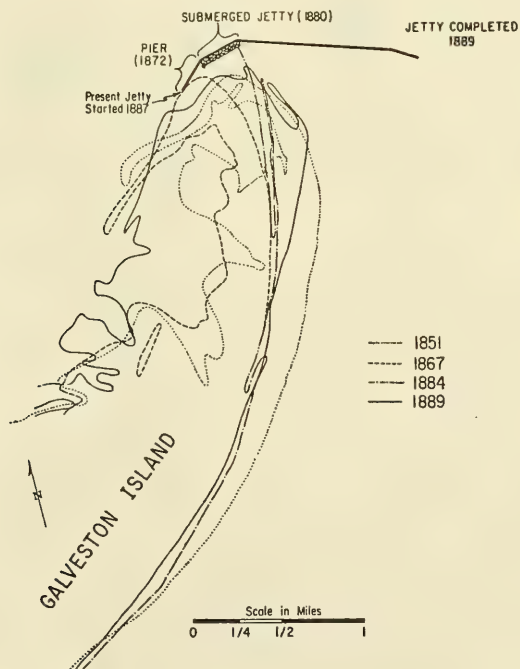 SUBMERGED JETTY (1880)
JETTY COMPLETED
1889
PIER
(1872)
Present Jetty
Started 1887
1851
1867
1884
1889
N
GALVESTON ISLAND
Scale in Miles
0 1/4 1/2 1